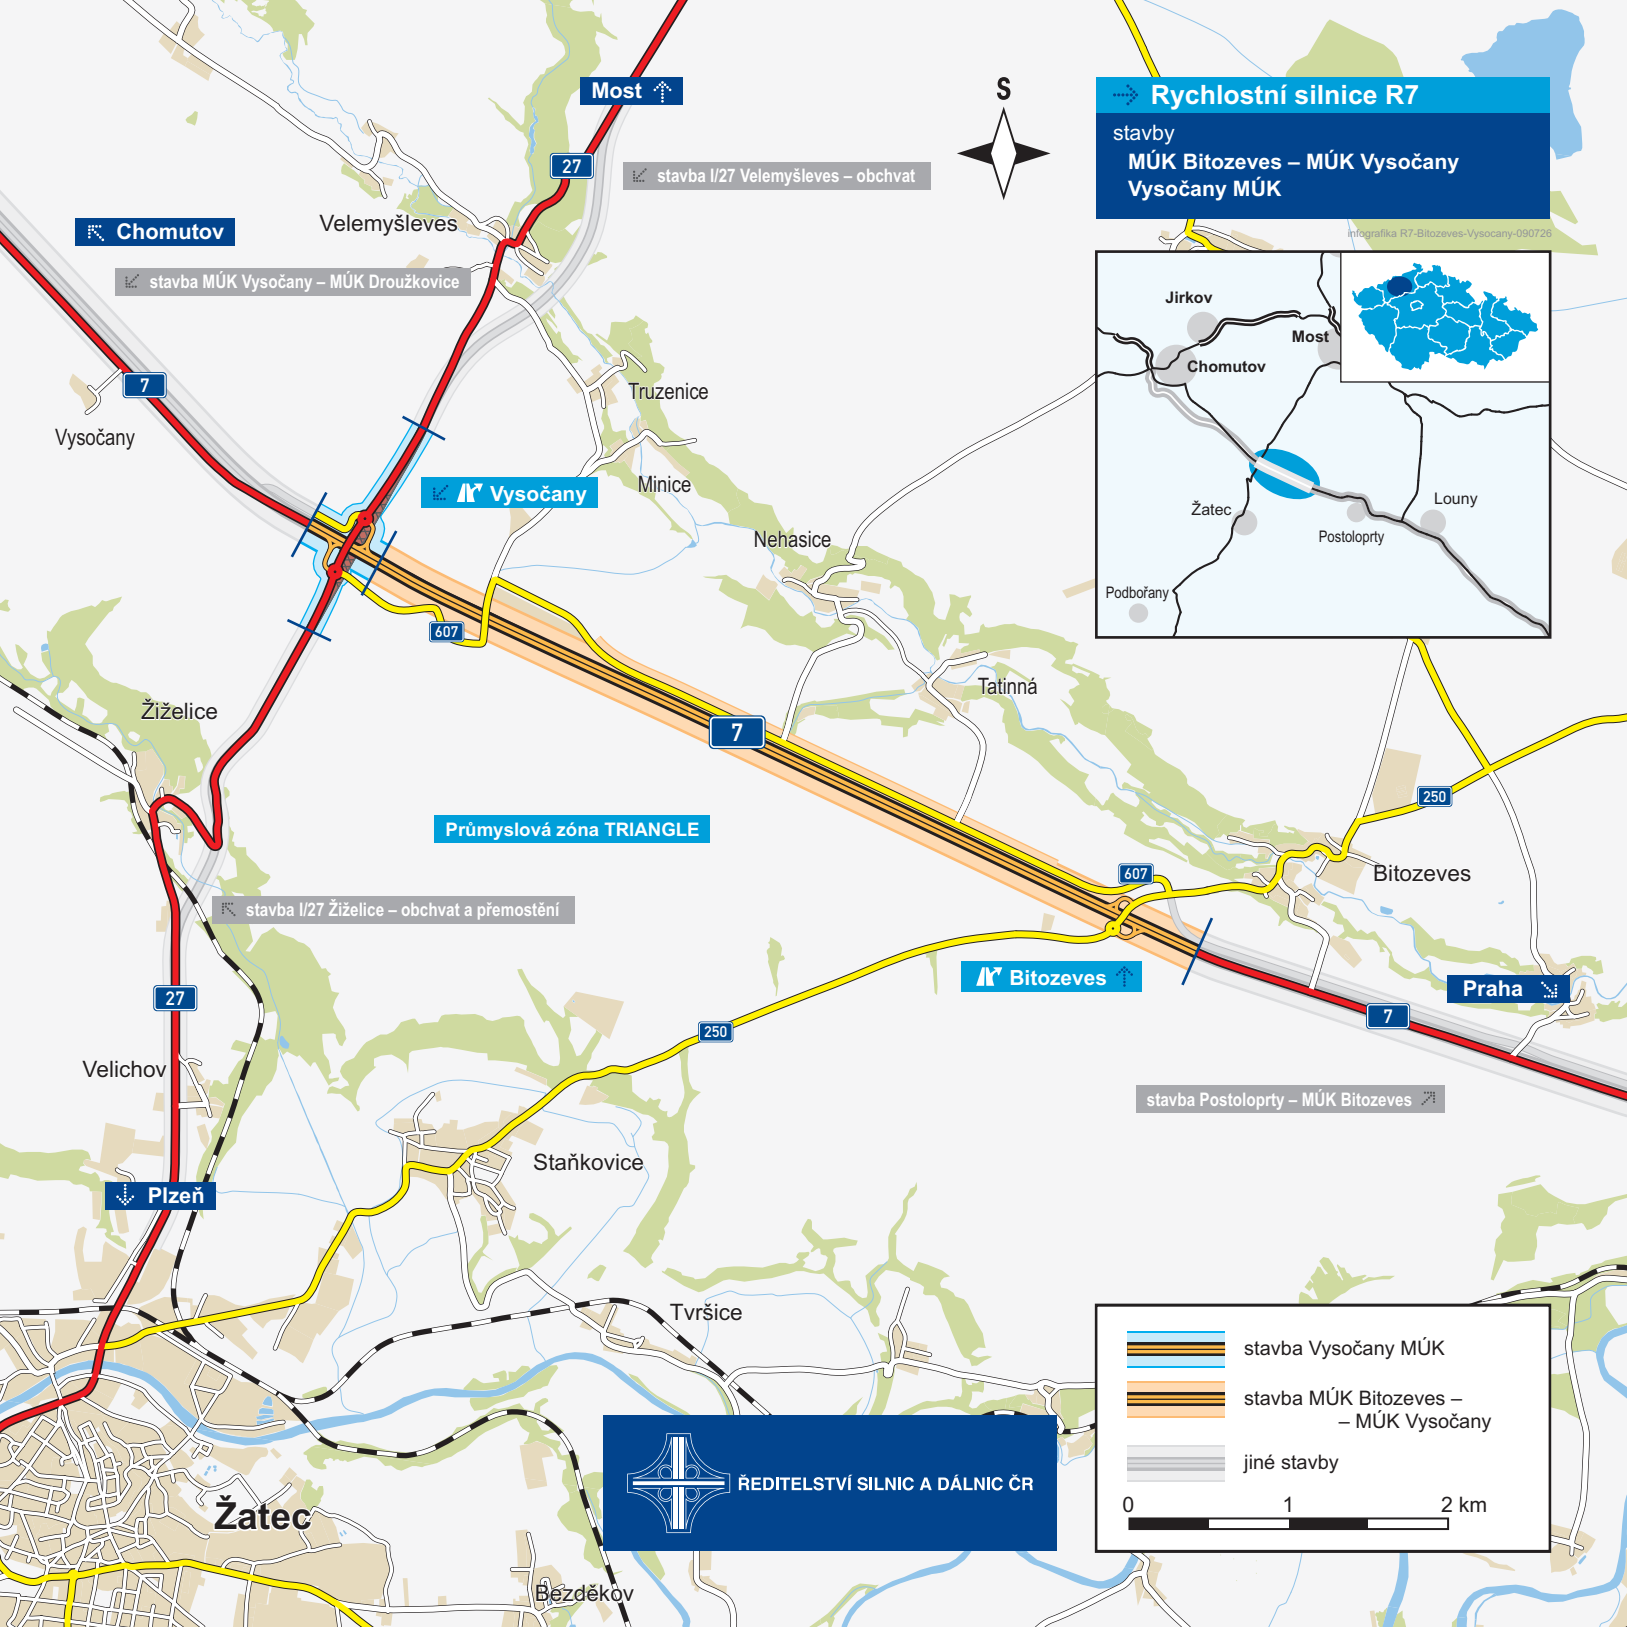 Most
S
Rychlostní silnice R7
stavby
MÚK Bitozeves – MÚK Vysočany
Vysočany MÚK
27
stavba I/27 Velemyšleves – obchvat
Velemyšleves
Chomutov
infografika R7-Bitozeves-Vysocany-090726
stavba MÚK Vysočany – MÚK Droužkovice
Jirkov
Most
Chomutov
Žatec
Louny
Postoloprty
Podbořany
7
Vysočany
Truzenice
Minice
Vysočany
Nehasice
607
Tatinná
Žiželice
7
250
Průmyslová zóna TRIANGLE
607
Bitozeves
stavba I/27 Žiželice – obchvat a přemostění
Bitozeves
Praha
27
7
250
Velichov
stavba Postoloprty – MÚK Bitozeves
Staňkovice
Plzeň
Tvršice
stavba Vysočany MÚK
stavba MÚK Bitozeves –
– MÚK Vysočany
jiné stavby
0 1 2 km
ŘEDITELSTVÍ SILNIC A DÁLNIC ČR
Žatec
Bezděkov